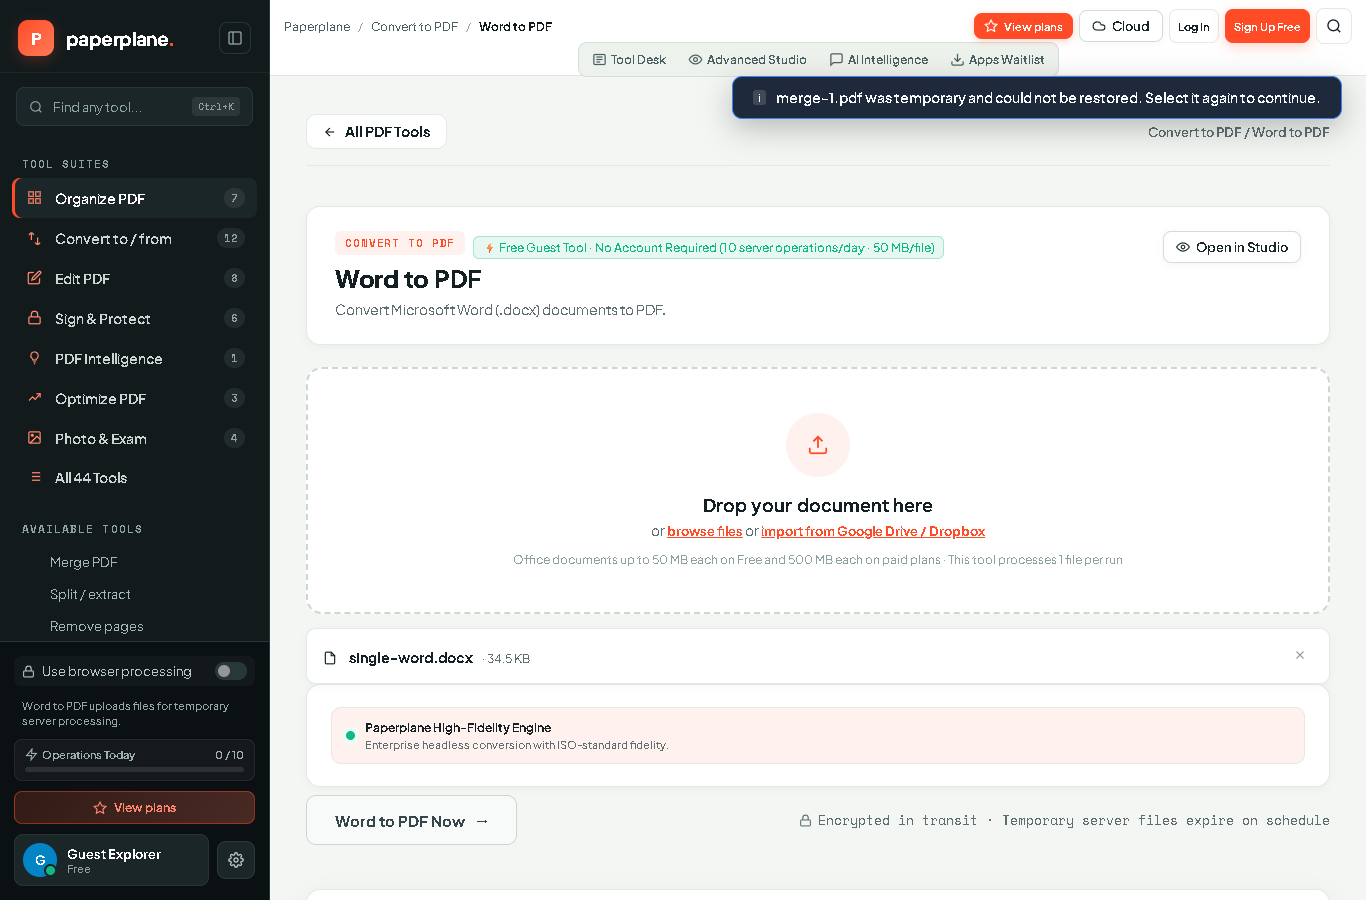 P paperplane.
Paperplane / Convert to PDF / Word to PDF
View plans
Cloud
Log In
Sign Up Free
Tool Desk
Advanced Studio
AI Intelligence
Apps Waitlist
i merge-1.pdf was temporary and could not be restored. Select it again to continue.
Find any tool... Ctrl+K
TOOL SUITES
Organize PDF 7
Convert to / from 12
Edit PDF 8
Sign & Protect 6
PDF Intelligence 1
Optimize PDF 3
Photo & Exam 4
All 44 Tools
AVAILABLE TOOLS
Merge PDF
Split / extract
Remove pages
Use browser processing
Word to PDF uploads files for temporary
server processing.
Operations Today 0 / 10
View plans
G Guest Explorer
Free
← All PDF Tools
Convert to PDF / Word to PDF
CONVERT TO PDF
Free Guest Tool · No Account Required (10 server operations/day · 50 MB/file)
Open in Studio
Word to PDF
Convert Microsoft Word (.docx) documents to PDF.
Drop your document here
or browse files or import from Google Drive / Dropbox
Office documents up to 50 MB each on Free and 500 MB each on paid plans · This tool processes 1 file per run
single-word.docx · 34.5 KB ×
Paperplane High-Fidelity Engine
Enterprise headless conversion with ISO-standard fidelity.
Word to PDF Now →
Encrypted in transit · Temporary server files expire on schedule